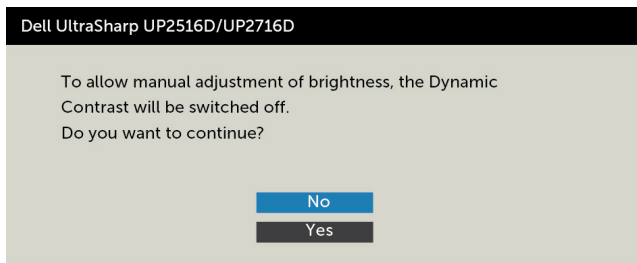 Dell UltraSharp UP2516D/UP2716D
To allow manual adjustment of brightness, the Dynamic
Contrast will be switched off.
Do you want to continue?
No
Yes